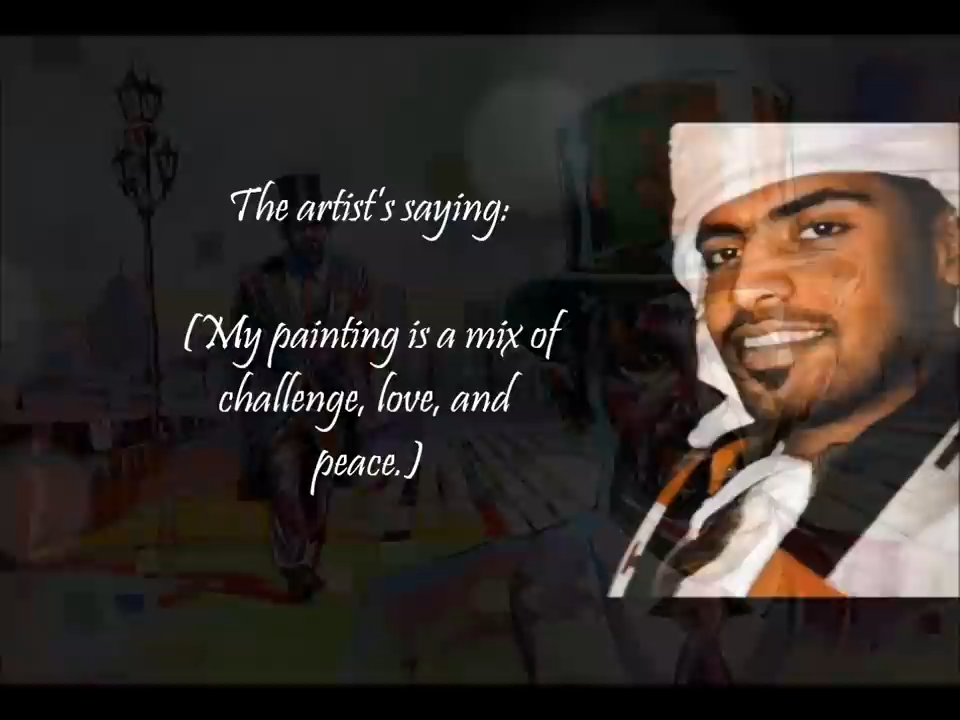 The artist's saying:
(My painting is a mix of
challenge, love, and
peace.)